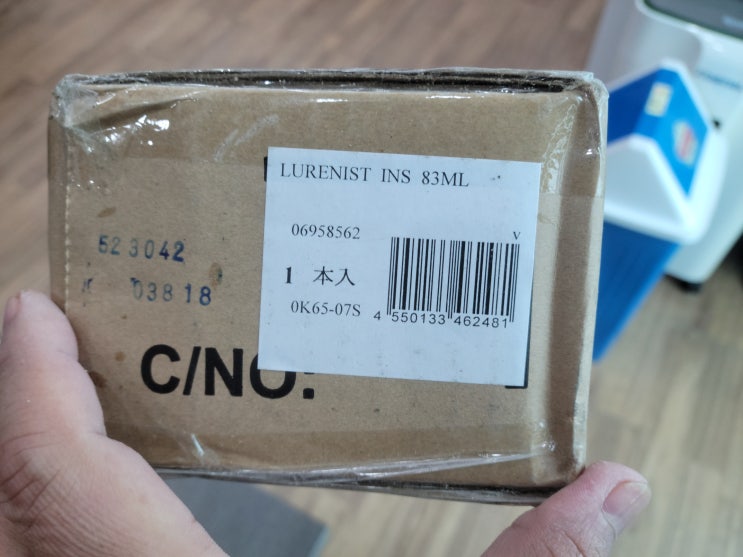 LURENIST INS 83ML
06958562
V
1 本入
0K65-07S
4 550133 462481
523042
03818
C/NO: